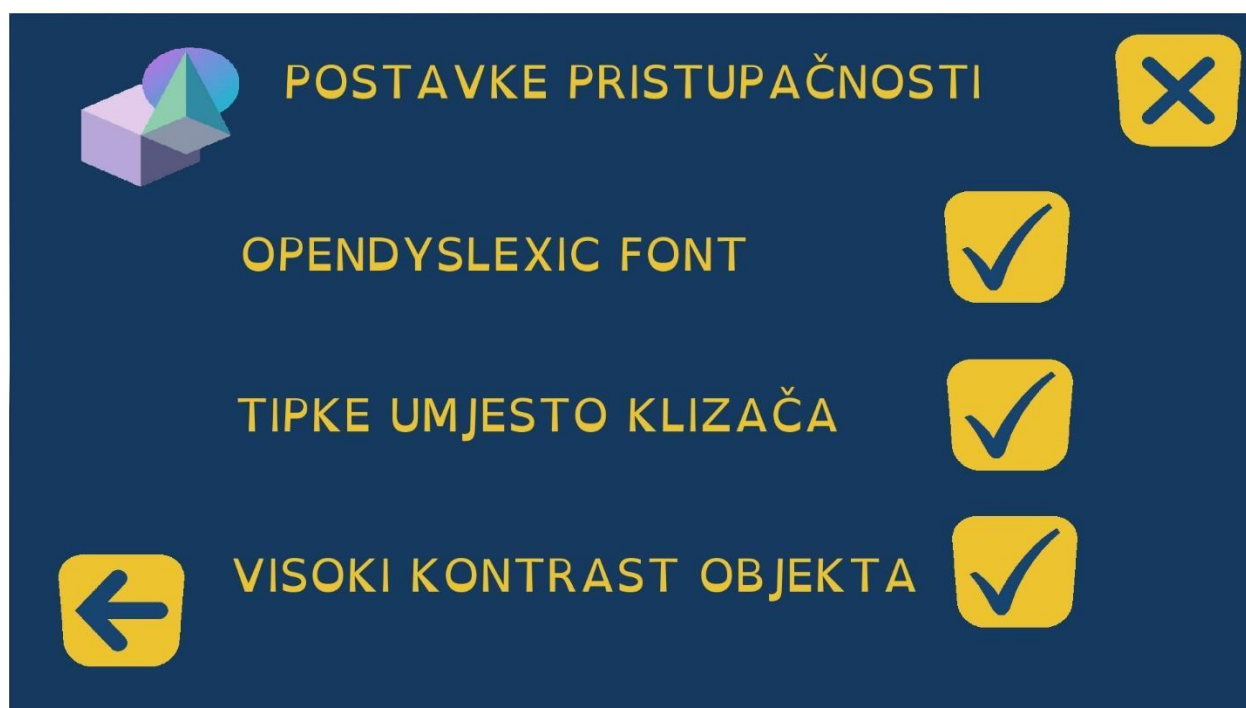 POSTAVKE PRISTUPAČNOSTI
OPENDYSLEXIC FONT
TIPKE UMJESTO KLIZAČA
VISOKI KONTRAST OBJEKTA